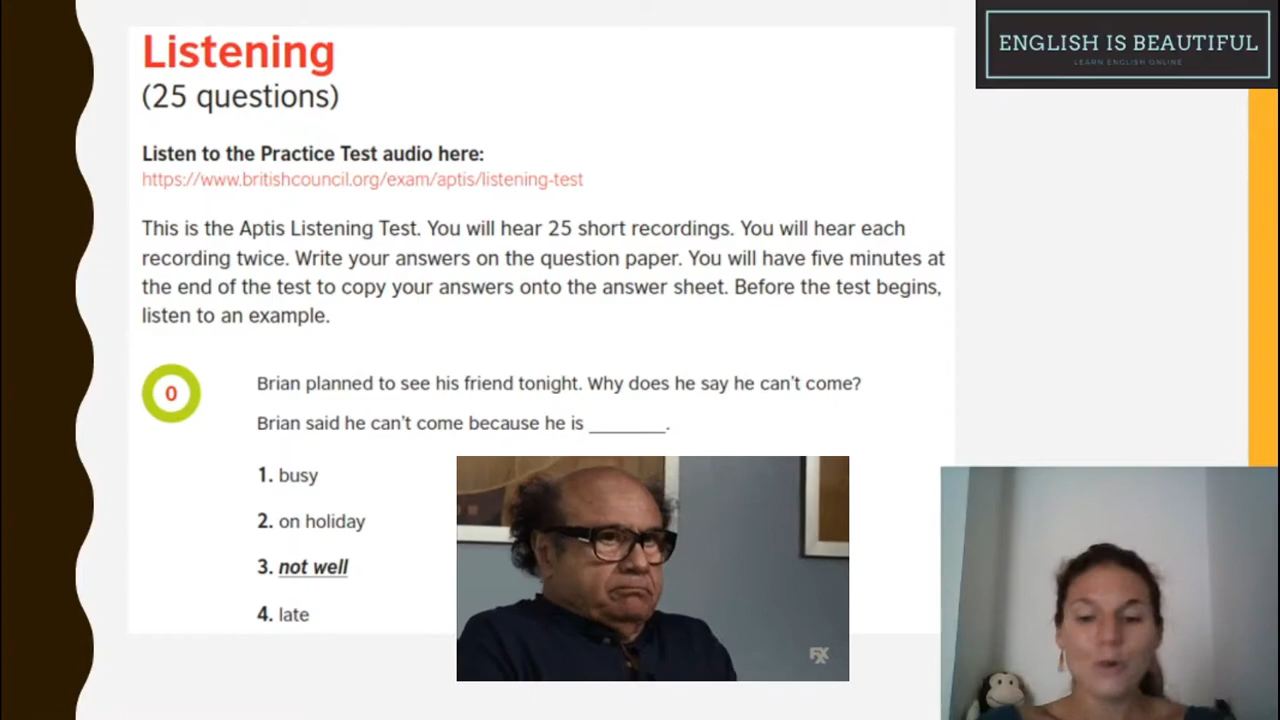 Listening
(25 questions)
ENGLISH IS BEAUTIFUL
LEARN ENGLISH ONLINE
Listen to the Practice Test audio here:
https://www.britishcouncil.org/exam/aptis/listening-test
This is the Aptis Listening Test. You will hear 25 short recordings. You will hear each
recording twice. Write your answers on the question paper. You will have five minutes at
the end of the test to copy your answers onto the answer sheet. Before the test begins,
listen to an example.
0
Brian planned to see his friend tonight. Why does he say he can't come?
Brian said he can't come because he is ________.
1. busy
2. on holiday
3. not well
4. late
FX